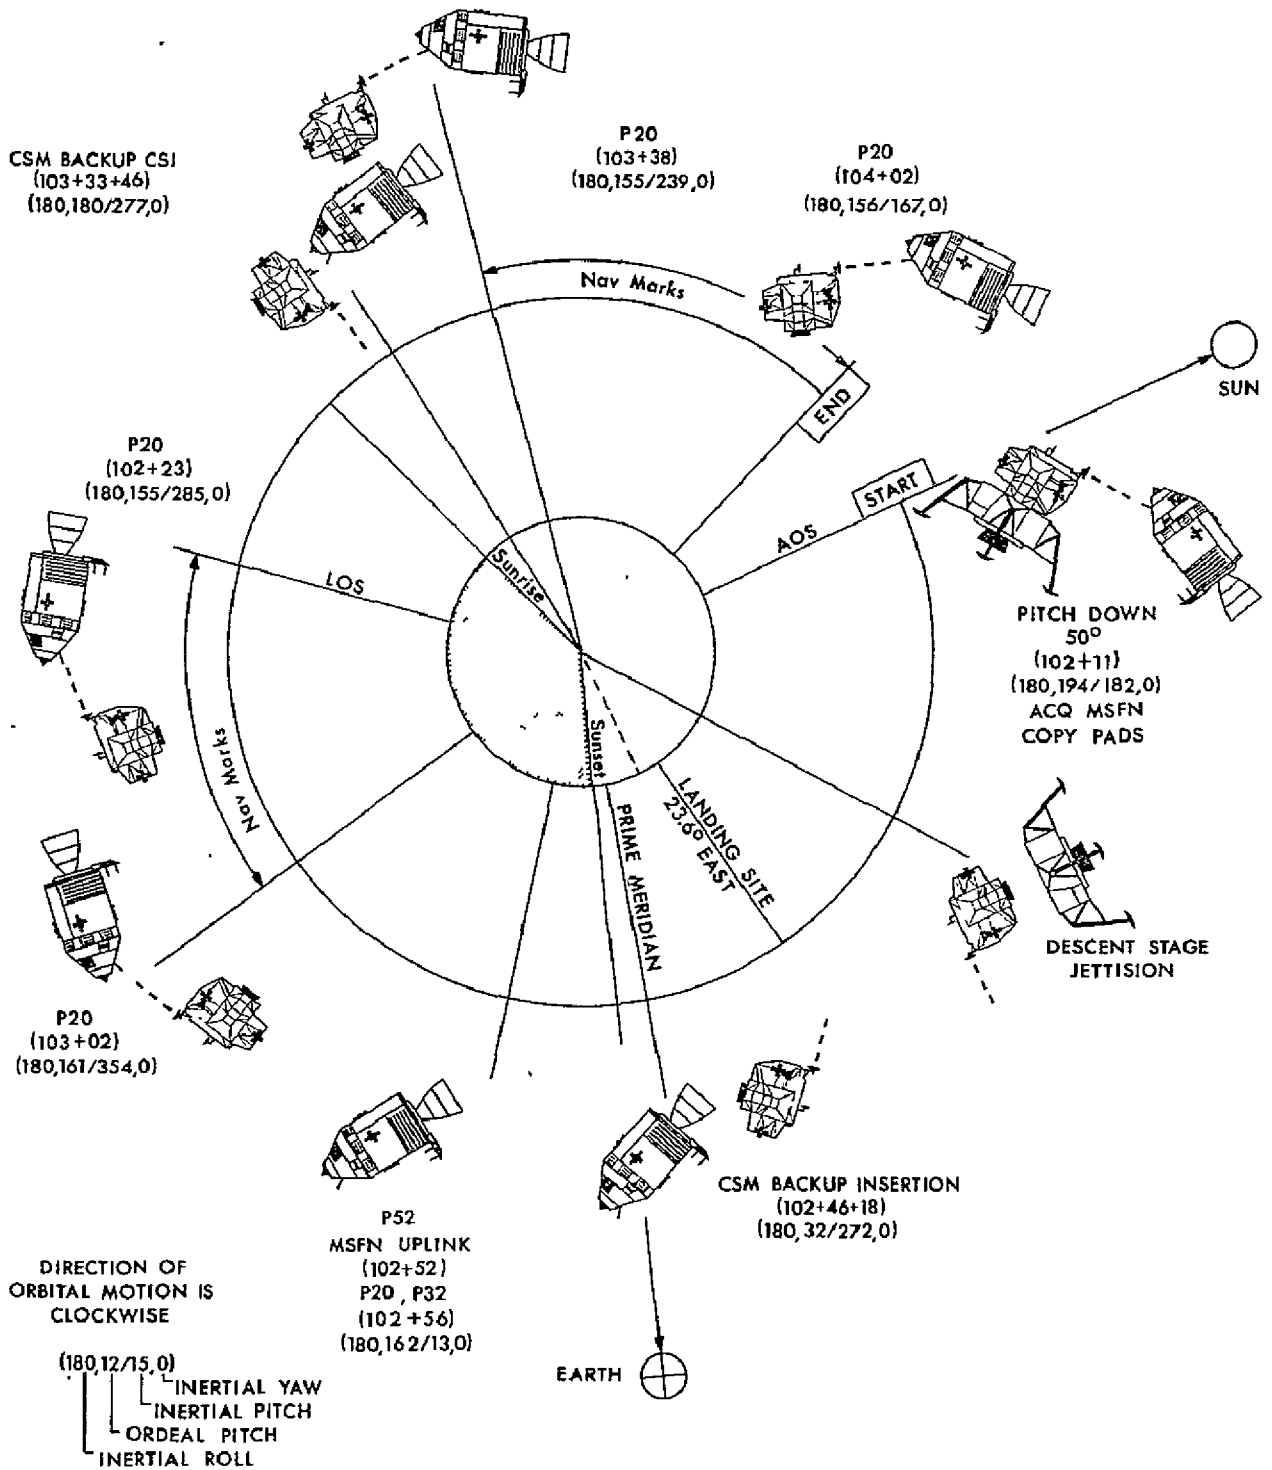 CSM BACKUP CSI
(103+33+46)
(180,180/277,0)
P20
(103+38)
(180,155/239,0)
P20
(104+02)
(180,156/167,0)
Nav Marks
SUN
END
START
AOS
P20
(102+23)
(180,155/285,0)
LOS
Sunrise
PITCH DOWN
50º
(102+11)
(180,194/182,0)
ACQ MSFN
COPY PADS
Nav Marks
Sunset
PRIME MERIDIAN
LANDING SITE
23.6º EAST
DESCENT STAGE
JETTISION
P20
(103+02)
(180,161/354,0)
CSM BACKUP INSERTION
(102+46+18)
(180,32/272,0)
P52
MSFN UPLINK
(102+52)
P20, P32
(102+56)
(180,162/13,0)
DIRECTION OF
ORBITAL MOTION IS
CLOCKWISE
EARTH
(180,12/15,0)
INERTIAL YAW
INERTIAL PITCH
ORDEAL PITCH
INERTIAL ROLL